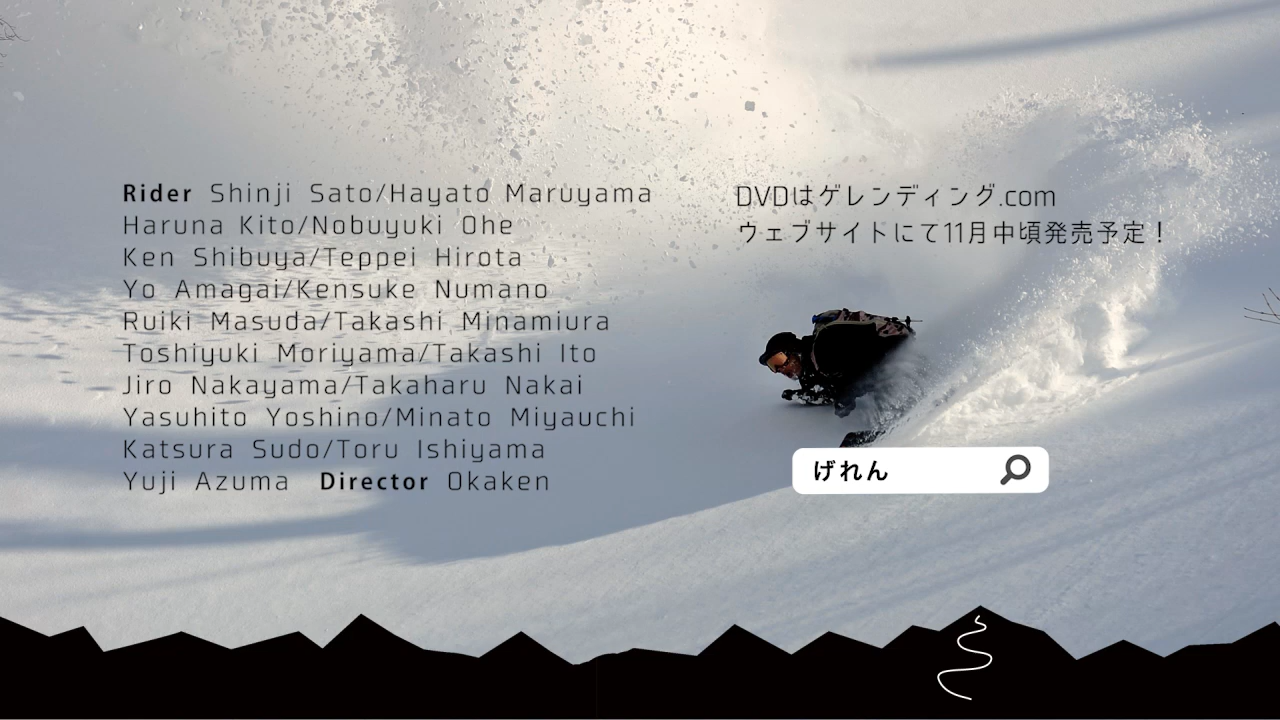 Rider Shinji Sato/Hayato Maruyama
Haruna Kito/Nobuyuki Ohe
Ken Shibuya/Teppei Hirota
Yo Amagai/Kensuke Numano
Ruiki Masuda/Takashi Minamiura
Toshiyuki Moriyama/Takashi Ito
Jiro Nakayama/Takaharu Nakai
Yasuhito Yoshino/Minato Miyauchi
Katsura Sudo/Toru Ishiyama
Yuji Azuma Director Okaken
DVDはゲレンディング.com
ウェブサイトにて11月中頃発売予定！
げれん